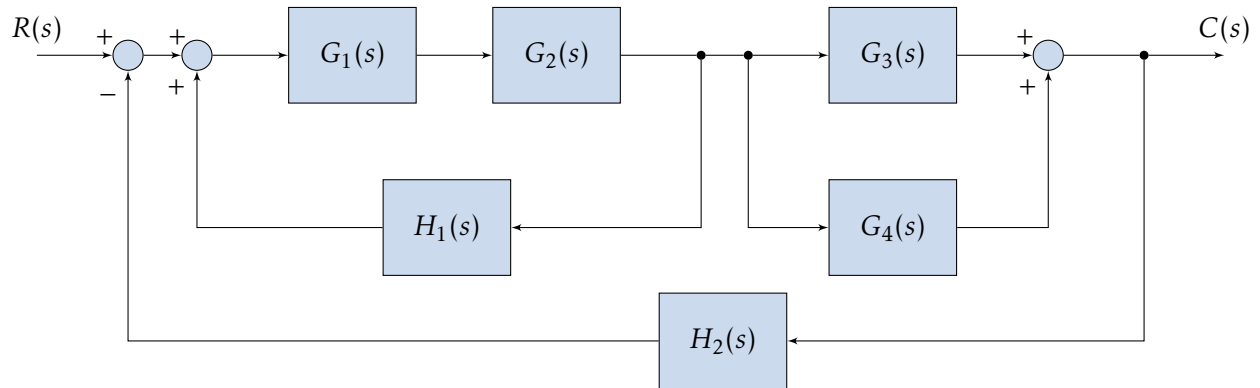 R(s) + + G₁(s) G₂(s) G₃(s) + C(s)
− + +
H₁(s) G₄(s)
H₂(s)